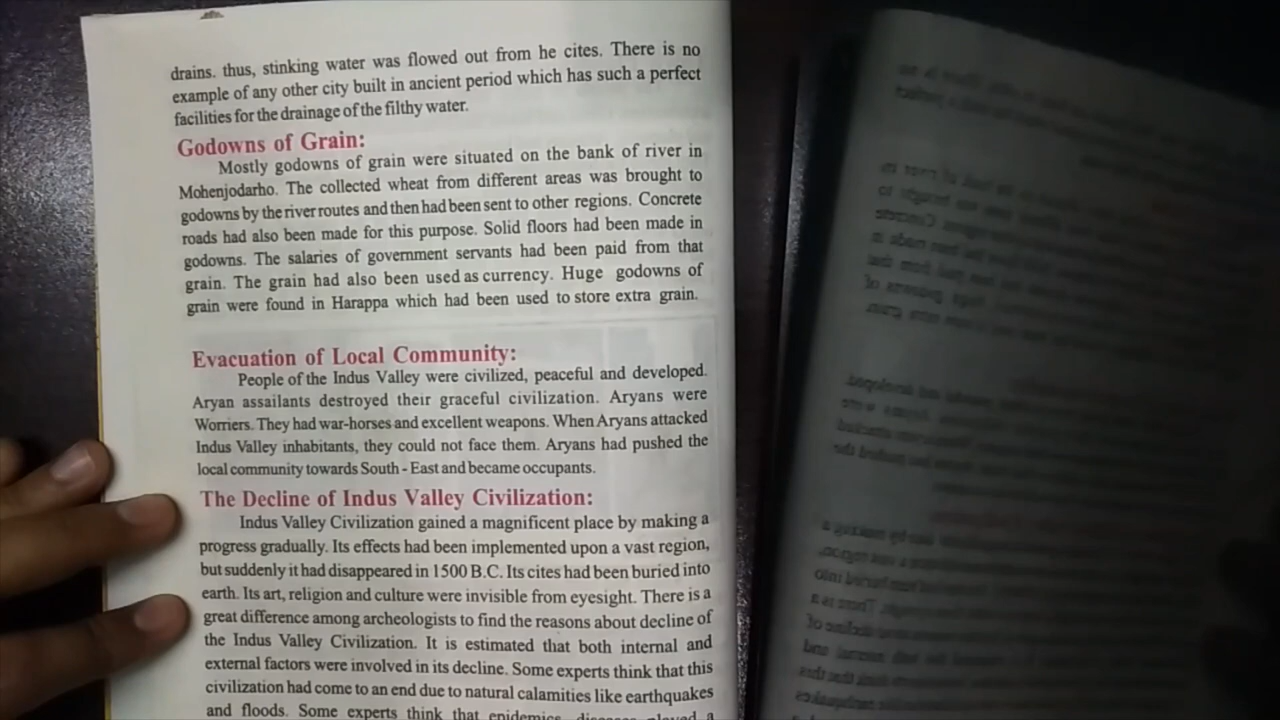 drains. thus, stinking water was flowed out from he cites. There is no
example of any other city built in ancient period which has such a perfect
facilities for the drainage of the filthy water.
Godowns of Grain:
Mostly godowns of grain were situated on the bank of river in
Mohenjodarho. The collected wheat from different areas was brought to
godowns by the river routes and then had been sent to other regions. Concrete
roads had also been made for this purpose. Solid floors had been made in
godowns. The salaries of government servants had been paid from that
grain. The grain had also been used as currency. Huge godowns of
grain were found in Harappa which had been used to store extra grain.
Evacuation of Local Community:
People of the Indus Valley were civilized, peaceful and developed.
Aryan assailants destroyed their graceful civilization. Aryans were
Worriers. They had war-horses and excellent weapons. When Aryans attacked
Indus Valley inhabitants, they could not face them. Aryans had pushed the
local community towards South - East and became occupants.
The Decline of Indus Valley Civilization:
Indus Valley Civilization gained a magnificent place by making a
progress gradually. Its effects had been implemented upon a vast region,
but suddenly it had disappeared in 1500 B.C. Its cites had been buried into
earth. Its art, religion and culture were invisible from eyesight. There is a
great difference among archeologists to find the reasons about decline of
the Indus Valley Civilization. It is estimated that both internal and
external factors were involved in its decline. Some experts think that this
civilization had come to an end due to natural calamities like earthquakes
and floods. Some experts think that epidemic diseases played a